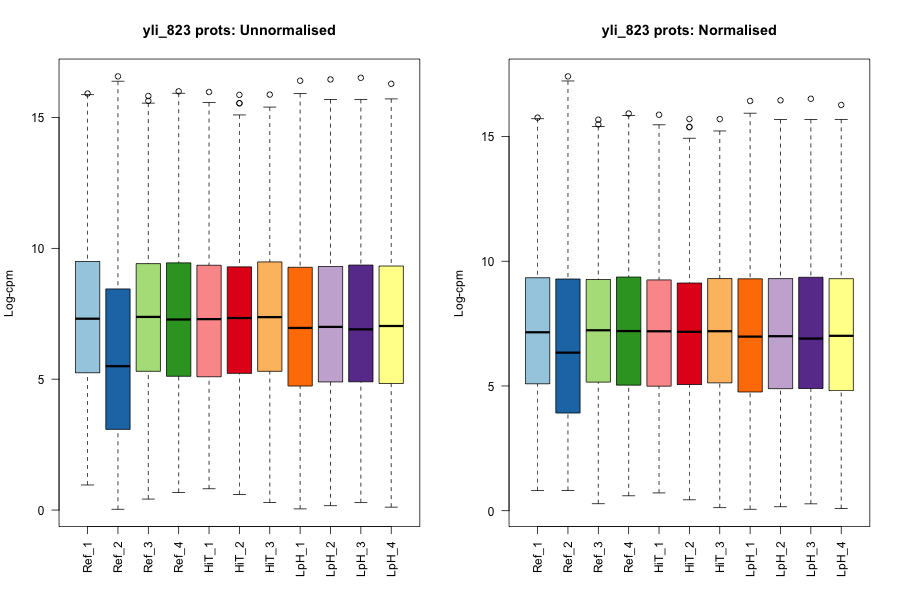 yli_823 prots: Unnormalised
Log-cpm
15
10
5
0
Ref_1
Ref_2
Ref_3
Ref_4
HiT_1
HiT_2
HiT_3
LpH_1
LpH_2
LpH_3
LpH_4
yli_823 prots: Normalised
Log-cpm
15
10
5
0
Ref_1
Ref_2
Ref_3
Ref_4
HiT_1
HiT_2
HiT_3
LpH_1
LpH_2
LpH_3
LpH_4